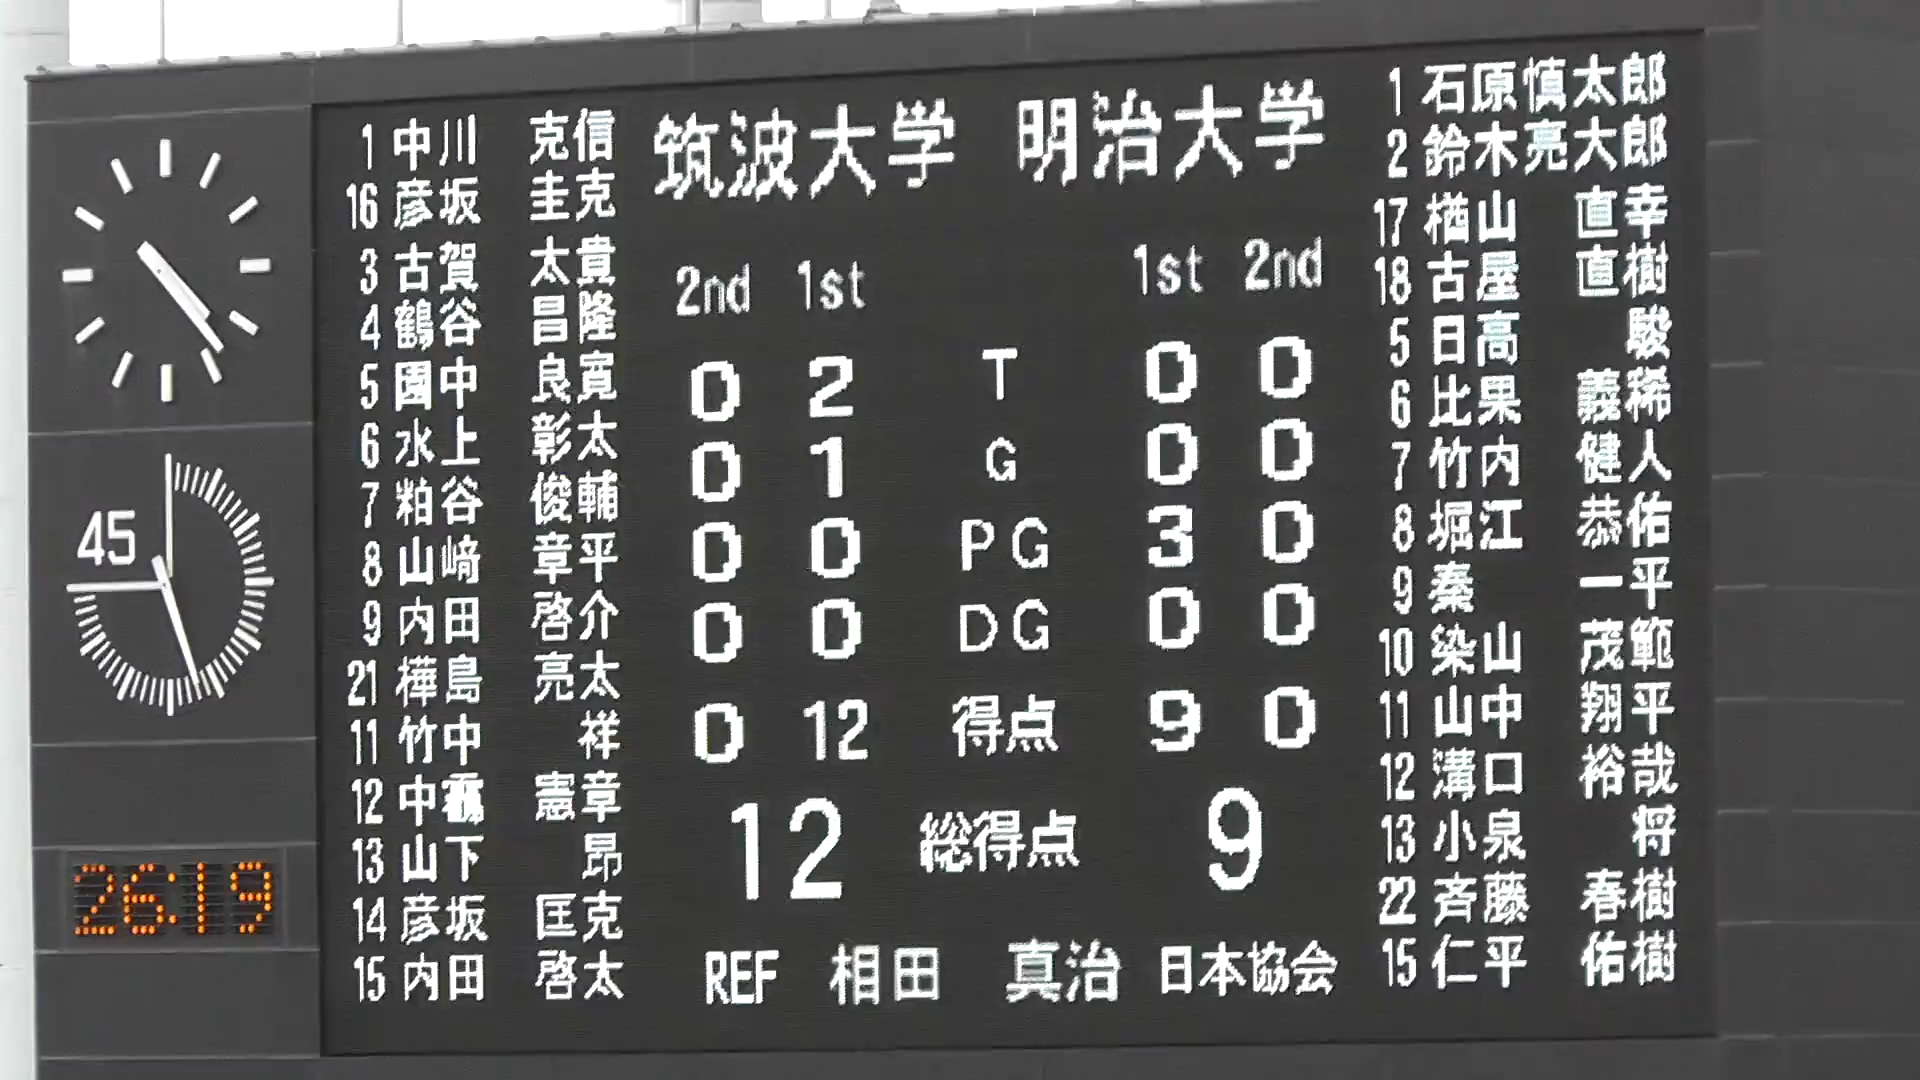 筑波大学 明治大学
2nd 1st 1st 2nd
0 2 T 0 0
0 1 G 0 0
0 0 PG 3 0
0 0 DG 0 0
0 12 得点 9 0
12 総得点 9
REF 相田 真治 日本協会
1 中川 克信
16 彦坂 圭克
3 古賀 太貴
4 鶴谷 昌隆
5 園中 良寛
6 水上 彰太
7 粕谷 俊輔
8 山﨑 章平
9 内田 啓介
21 樺島 亮太
11 竹中 祥
12 中靍 憲章
13 山下 昂
14 彦坂 匡克
15 内田 啓太
1 石原慎太郎
2 鈴木亮大郎
17 楢山 直幸
18 古屋 直樹
5 日高 駿
6 比果 義稀
7 竹内 健人
8 堀江 恭佑
9 秦 一平
10 染山 茂範
11 山中 翔平
12 溝口 裕哉
13 小泉 将
22 斉藤 春樹
15 仁平 佑樹
45
26:19